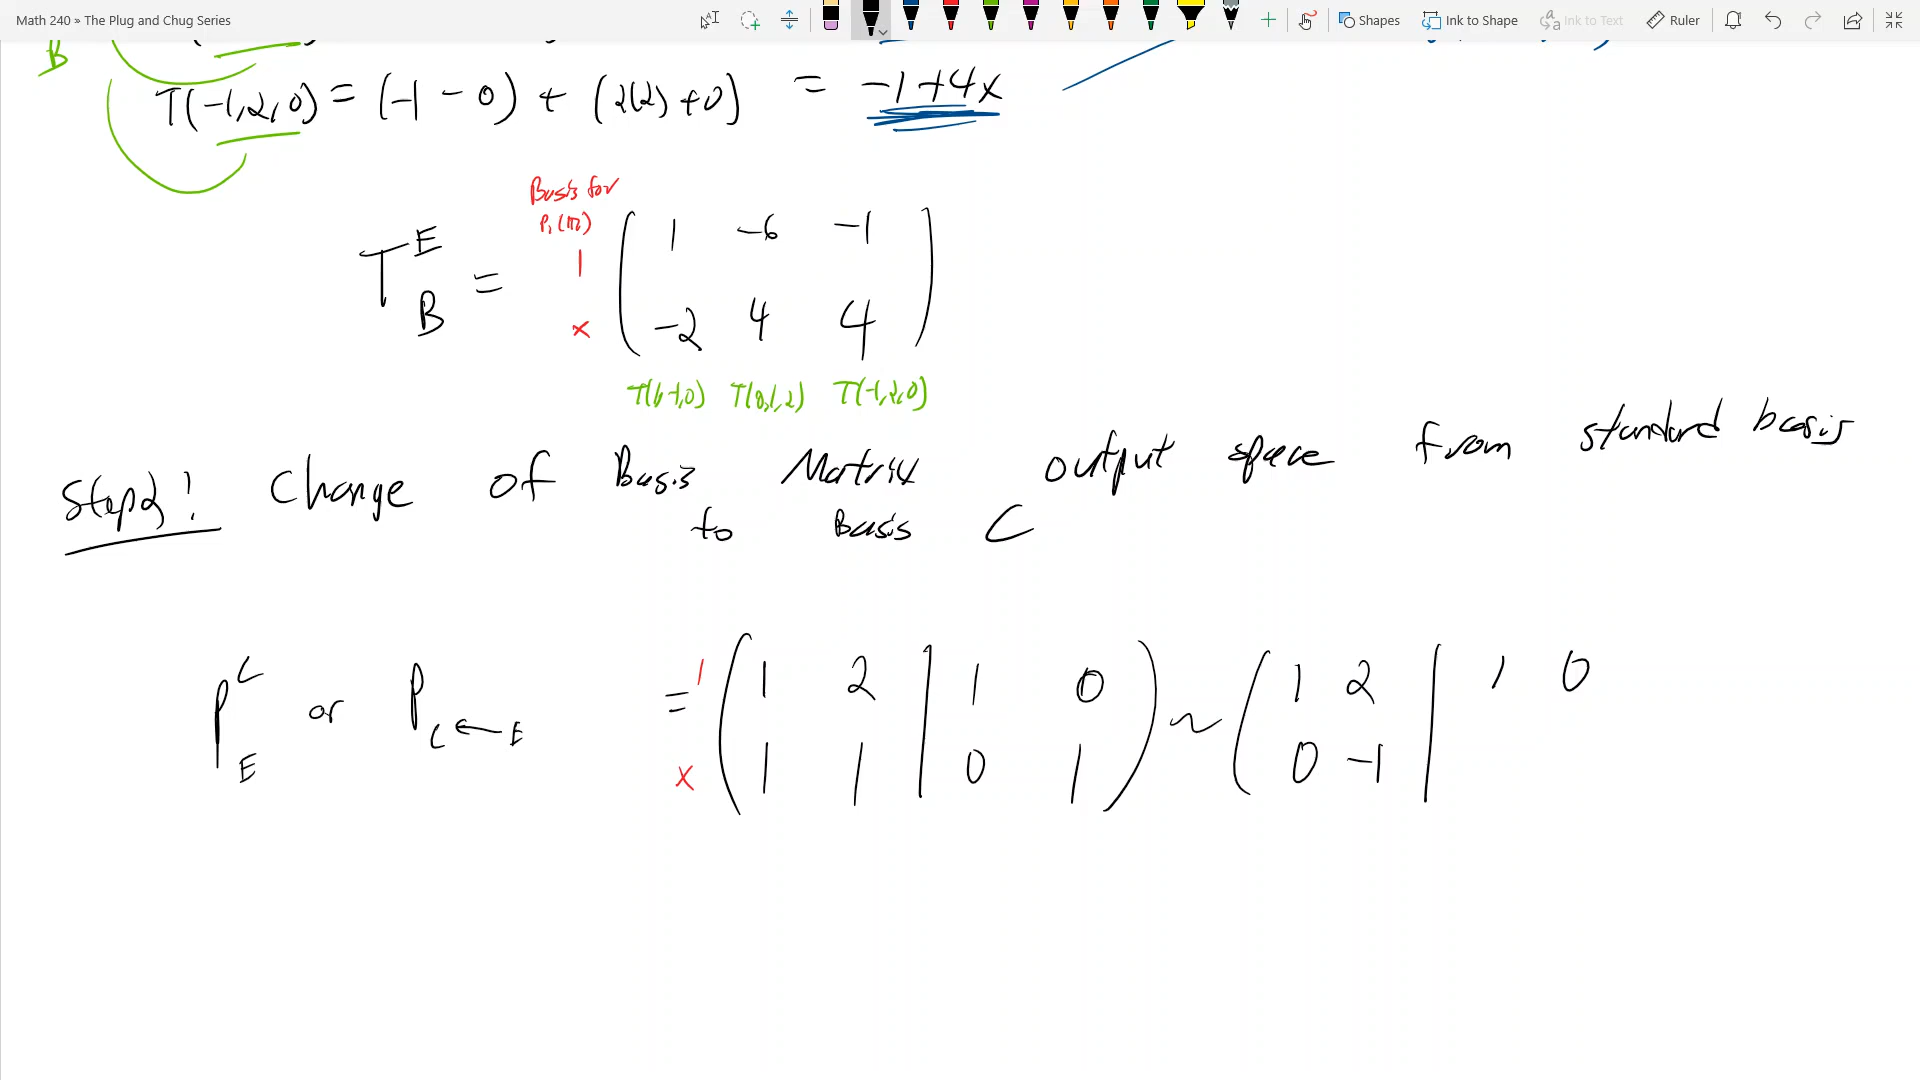 Math 240 » The Plug and Chug Series
Shapes Ink to Shape Ink to Text Ruler
B
T(-1,2,0) = (-1 - 0) + (2(2) + 0) = -1+4x
Basis for
P₁(ℝ)
T^E_B =
1 | 1 -6 -1
x | -2 4 4
T(1,-1,0) T(0,1,2) T(-1,2,0)
Step2! Change of Basis Matrix output space from standard basis
to Basis C
P^C_E or P_{C←E} =
1 ( 1 2 | 1 0 ) ~ ( 1 2 | 1 0
x ( 1 1 | 0 1 ) ( 0 -1 |